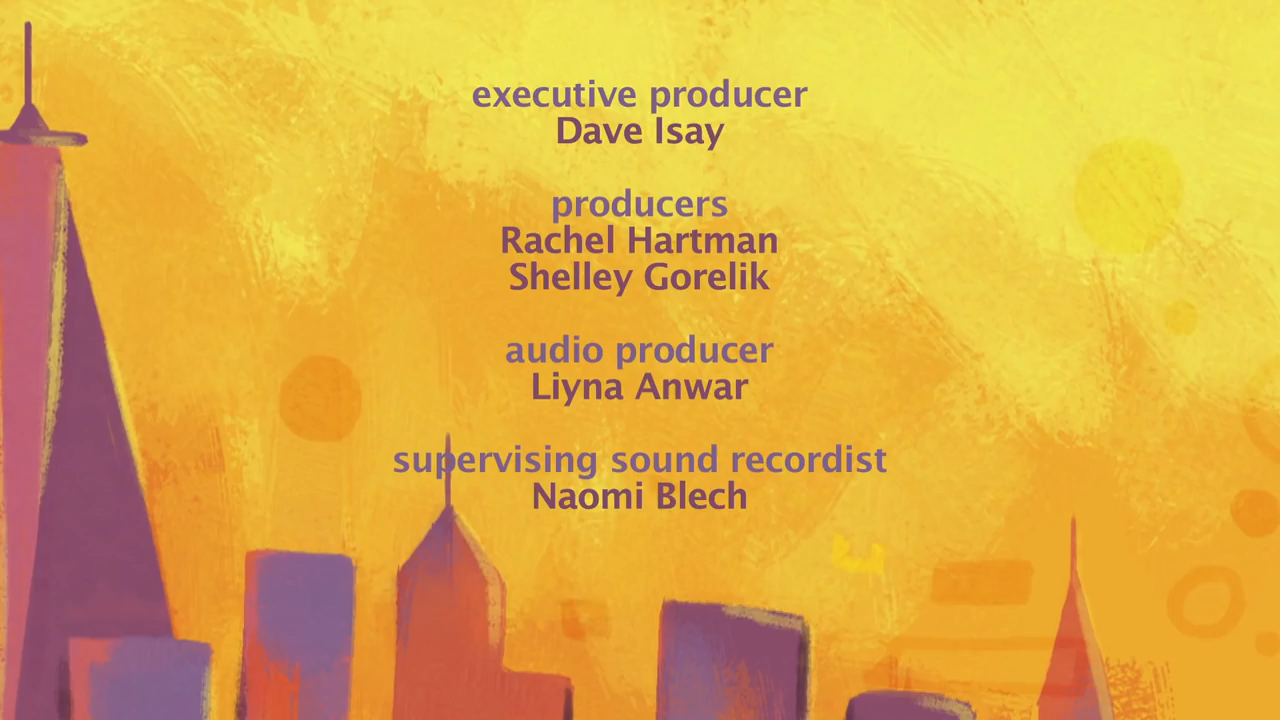 executive producer
Dave Isay
producers
Rachel Hartman
Shelley Gorelik
audio producer
Liyna Anwar
supervising sound recordist
Naomi Blech